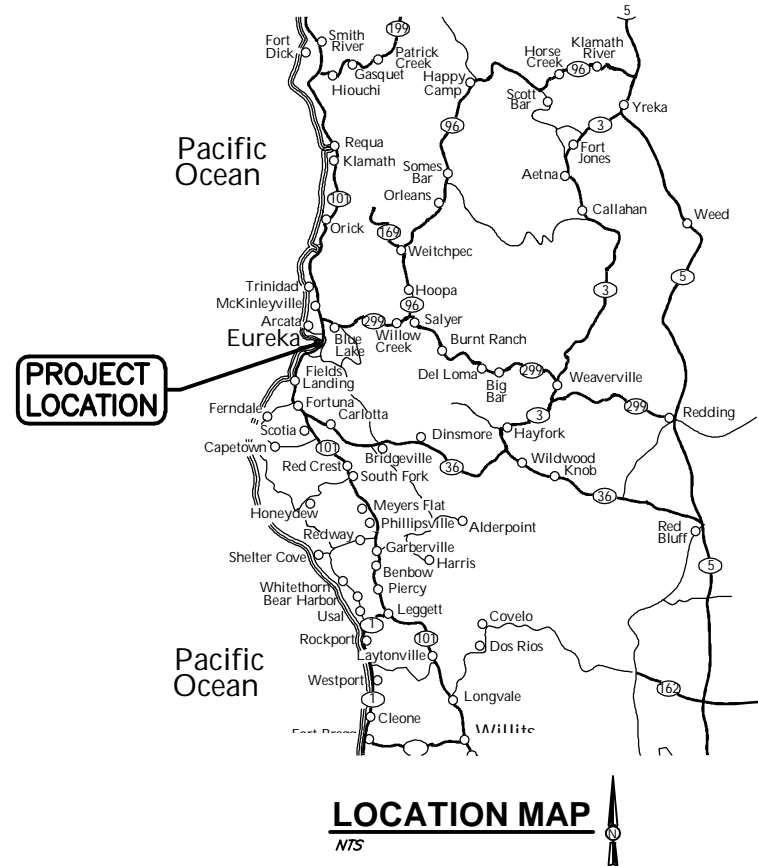 5
Smith
River
199
Fort
Dick
Patrick
Creek
Gasquet
Hiouchi
Happy
Camp
Horse
Creek
Klamath
River
96
Scott
Bar
Yreka
3
Fort
Jones
96
Pacific
Ocean
Requa
Klamath
Somes
Bar
Aetna
Orleans
Callahan
101
Orick
169
Weed
Weitchpec
5
Trinidad
Hoopa
3
McKinleyville
96
Arcata
299
Salyer
Eureka
Blue
Lake
Willow
Creek
Burnt Ranch
PROJECT
LOCATION
Fields
Landing
Del Loma
Big
Bar
299
Weaverville
Ferndale
Fortuna
Carlotta
3
299
Redding
Scotia
Dinsmore
Hayfork
Capetown
101
Bridgeville
Red Crest
36
Wildwood
Knob
South Fork
36
Honeydew
Meyers Flat
Phillipsville
Alderpoint
Red
Bluff
Redway
Shelter Cove
Garberville
Harris
5
Benbow
Whitethorn
Bear Harbor
Piercy
Usal
Leggett
1
Covelo
Rockport
101
Dos Rios
Laytonville
Pacific
Ocean
Westport
162
1
Longvale
Cleone
Fort Bragg
Willits
LOCATION MAP
NTS
N